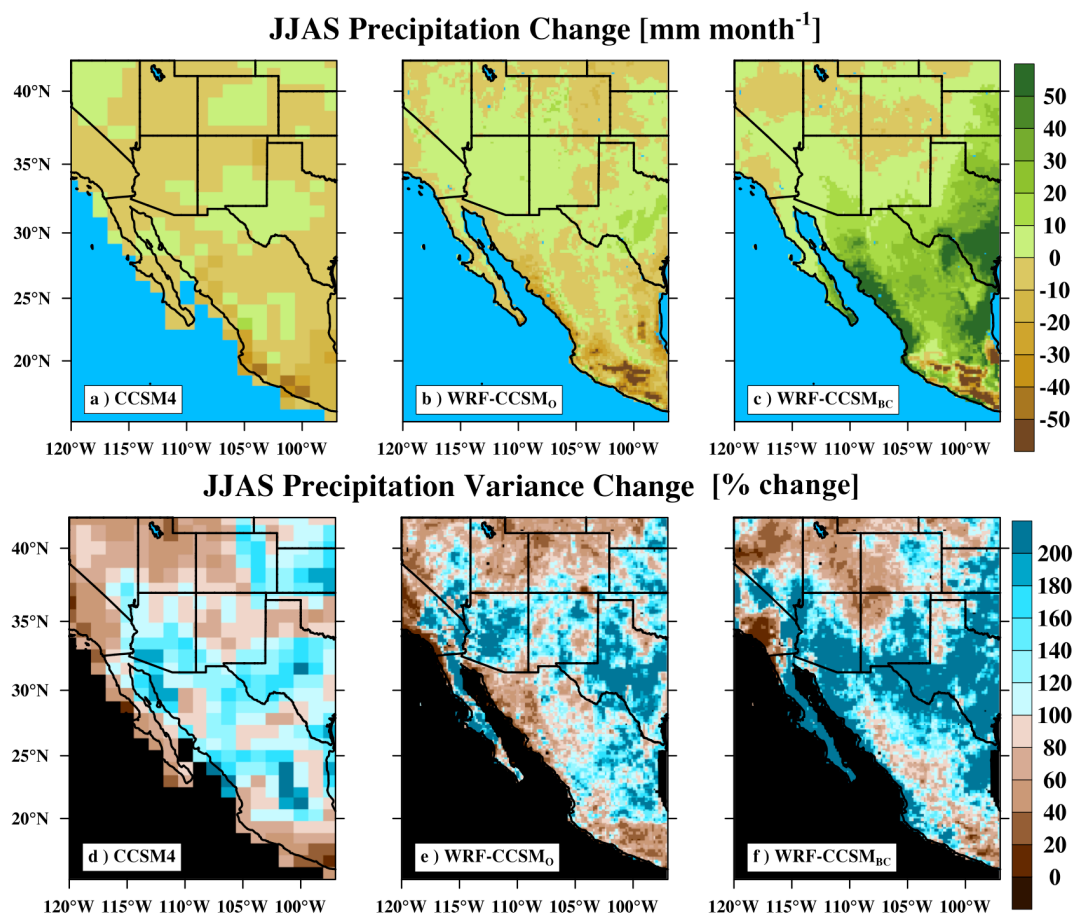 JJAS Precipitation Change [mm month⁻¹]
40°N
35°N
30°N
25°N
20°N
a ) CCSM4
b ) WRF-CCSM_O
c ) WRF-CCSM_BC
50
40
30
20
10
0
-10
-20
-30
-40
-50
120°W 115°W 110°W 105°W 100°W
120°W 115°W 110°W 105°W 100°W
120°W 115°W 110°W 105°W 100°W
JJAS Precipitation Variance Change [% change]
40°N
35°N
30°N
25°N
20°N
d ) CCSM4
e ) WRF-CCSM_O
f ) WRF-CCSM_BC
200
180
160
140
120
100
80
60
40
20
0
120°W 115°W 110°W 105°W 100°W
120°W 115°W 110°W 105°W 100°W
120°W 115°W 110°W 105°W 100°W